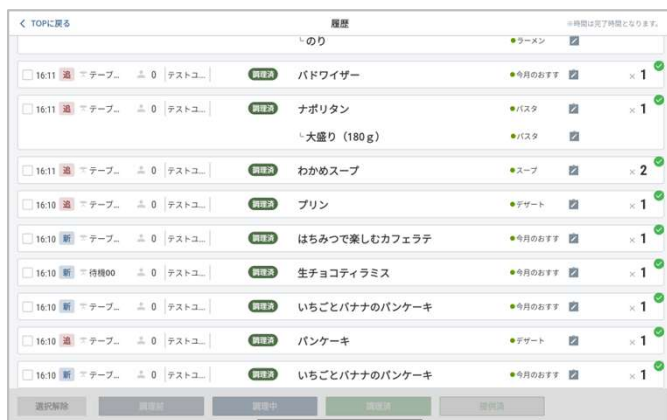 TOPに戻る 履歴 ※時間は完了時間となります。
└のり ●ラーメン
16:11 追 テーブ... 0 テストユ... 調理済 バドワイザー ●今月のおすす × 1
16:11 追 テーブ... 0 テストユ... 調理済 ナポリタン ●パスタ × 1
└大盛り（180ｇ） ●パスタ
16:11 追 テーブ... 0 テストユ... 調理済 わかめスープ ●スープ × 2
16:10 追 テーブ... 0 テストユ... 調理済 プリン ●デザート × 1
16:10 新 テーブ... 0 テストユ... 調理済 はちみつで楽しむカフェラテ ●今月のおすす × 1
16:10 新 待機00 0 テストユ... 調理済 生チョコティラミス ●今月のおすす × 1
16:10 新 テーブ... 0 テストユ... 調理済 いちごとバナナのパンケーキ ●今月のおすす × 1
16:10 追 テーブ... 0 テストユ... 調理済 パンケーキ ●デザート × 1
16:10 新 テーブ... 0 テストユ... 調理済 いちごとバナナのパンケーキ ●今月のおすす × 1
選択解除 調理前 調理中 調理済 提供済